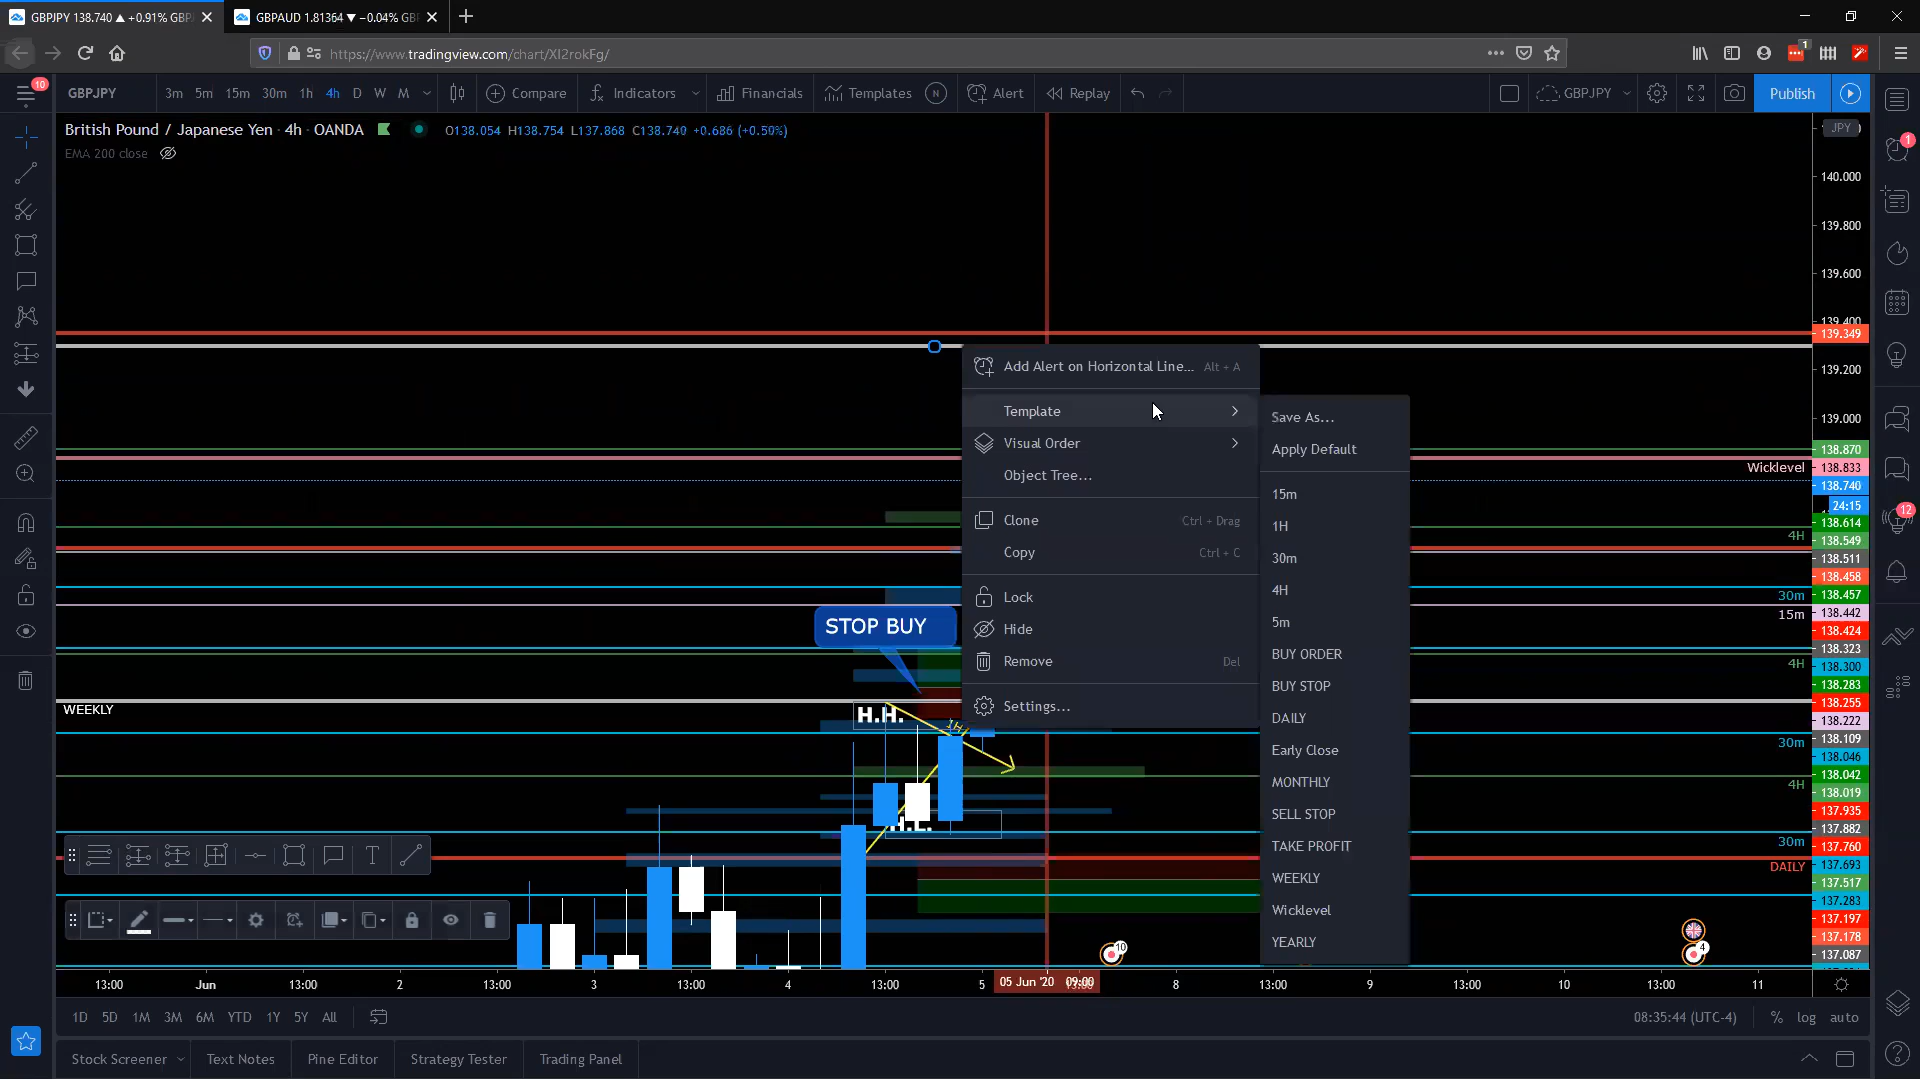 GBPJPY 138.740 ▲ +0.91% GBP
GBPAUD 1.81364 ▼ −0.04% GB
https://www.tradingview.com/chart/XI2rokFg/
1
10
GBPJPY
3m 5m 15m 30m 1h 4h D W M
Compare
Indicators
Financials
Templates
N
Alert
Replay
GBPJPY
Publish
British Pound / Japanese Yen · 4h · OANDA
O138.054 H138.754 L137.868 C138.740 +0.686 (+0.50%)
EMA 200 close
JPY
1
140.000
139.800
139.600
139.400
139.349
139.200
139.000
138.870
Wicklevel 138.833
138.740
24:15
12
138.614
4H 138.549
138.511
138.458
30m 138.457
15m 138.442
138.424
138.323
4H 138.300
138.283
138.255
138.222
30m 138.109
138.046
138.042
4H 138.019
137.935
137.882
30m 137.760
DAILY 137.693
137.517
137.283
137.197
137.178
137.087
Add Alert on Horizontal Line... Alt + A
Template
Visual Order
Object Tree...
Clone Ctrl + Drag
Copy Ctrl + C
Lock
Hide
Remove Del
Settings...
Save As...
Apply Default
15m
1H
30m
4H
5m
BUY ORDER
BUY STOP
DAILY
Early Close
MONTHLY
SELL STOP
TAKE PROFIT
WEEKLY
Wicklevel
YEARLY
STOP BUY
WEEKLY
H.H.
1H
H.L.
10
4
13:00 Jun 13:00 2 13:00 3 13:00 4 13:00 5 05 Jun '20 09:00 8 13:00 9 13:00 10 13:00 11
1D 5D 1M 3M 6M YTD 1Y 5Y All
08:35:44 (UTC-4) % log auto
Stock Screener
Text Notes
Pine Editor
Strategy Tester
Trading Panel